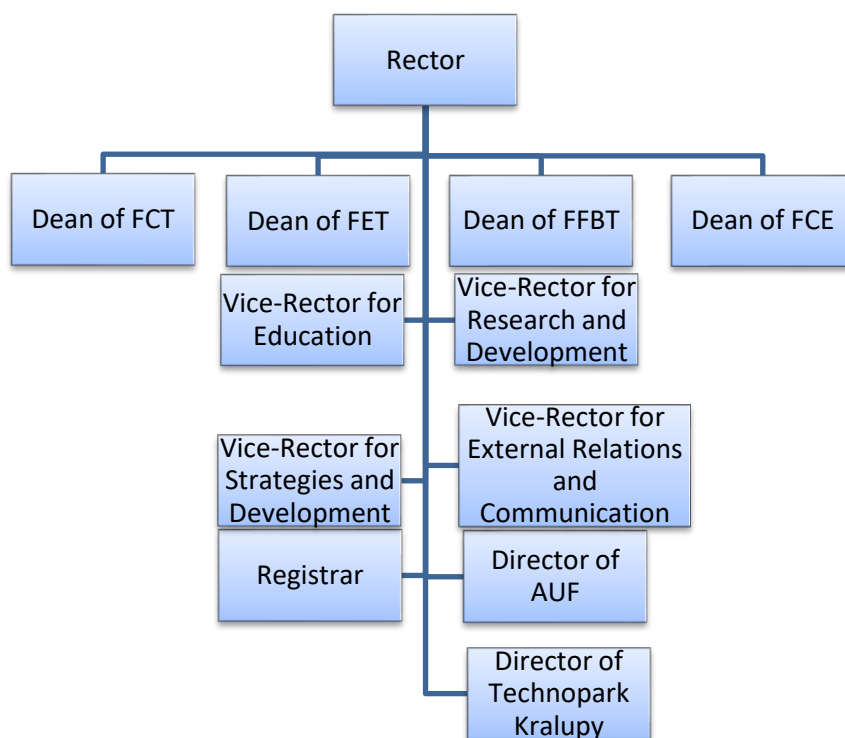 Rector
Dean of FCT
Dean of FET
Dean of FFBT
Dean of FCE
Vice-Rector for
Education
Vice-Rector for
Research and
Development
Vice-Rector for
Strategies and
Development
Vice-Rector for
External Relations
and
Communication
Registrar
Director of
AUF
Director of
Technopark
Kralupy